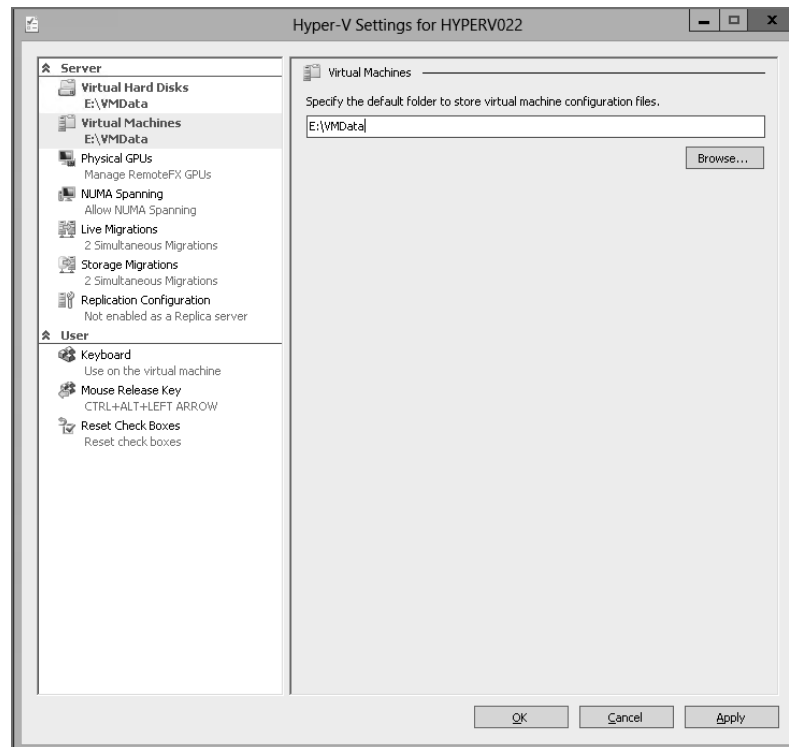 Hyper-V Settings for HYPERV022
Server
Virtual Hard Disks
E:\VMData
Virtual Machines
E:\VMData
Physical GPUs
Manage RemoteFX GPUs
NUMA Spanning
Allow NUMA Spanning
Live Migrations
2 Simultaneous Migrations
Storage Migrations
2 Simultaneous Migrations
Replication Configuration
Not enabled as a Replica server
User
Keyboard
Use on the virtual machine
Mouse Release Key
CTRL+ALT+LEFT ARROW
Reset Check Boxes
Reset check boxes
Virtual Machines
Specify the default folder to store virtual machine configuration files.
E:\VMData
Browse...
OK
Cancel
Apply